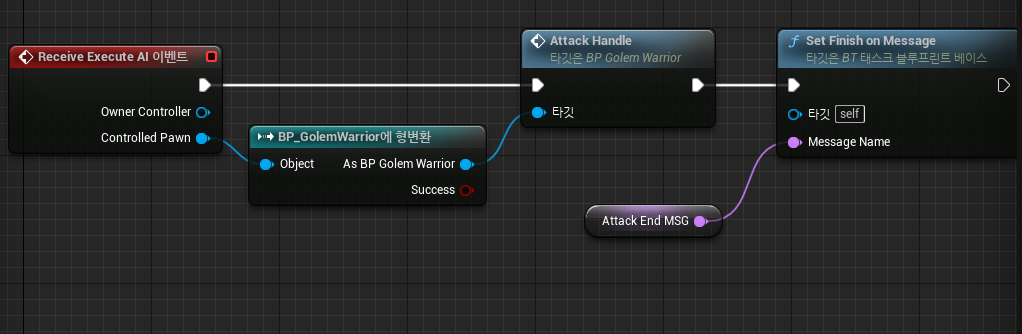 Receive Execute AI 이벤트
Owner Controller
Controlled Pawn
BP_GolemWarrior에 형변환
Object
As BP Golem Warrior
Success
Attack Handle
타깃은 BP Golem Warrior
타깃
Attack End MSG
Set Finish on Message
타깃은 BT 태스크 블루프린트 베이스
타깃 self
Message Name